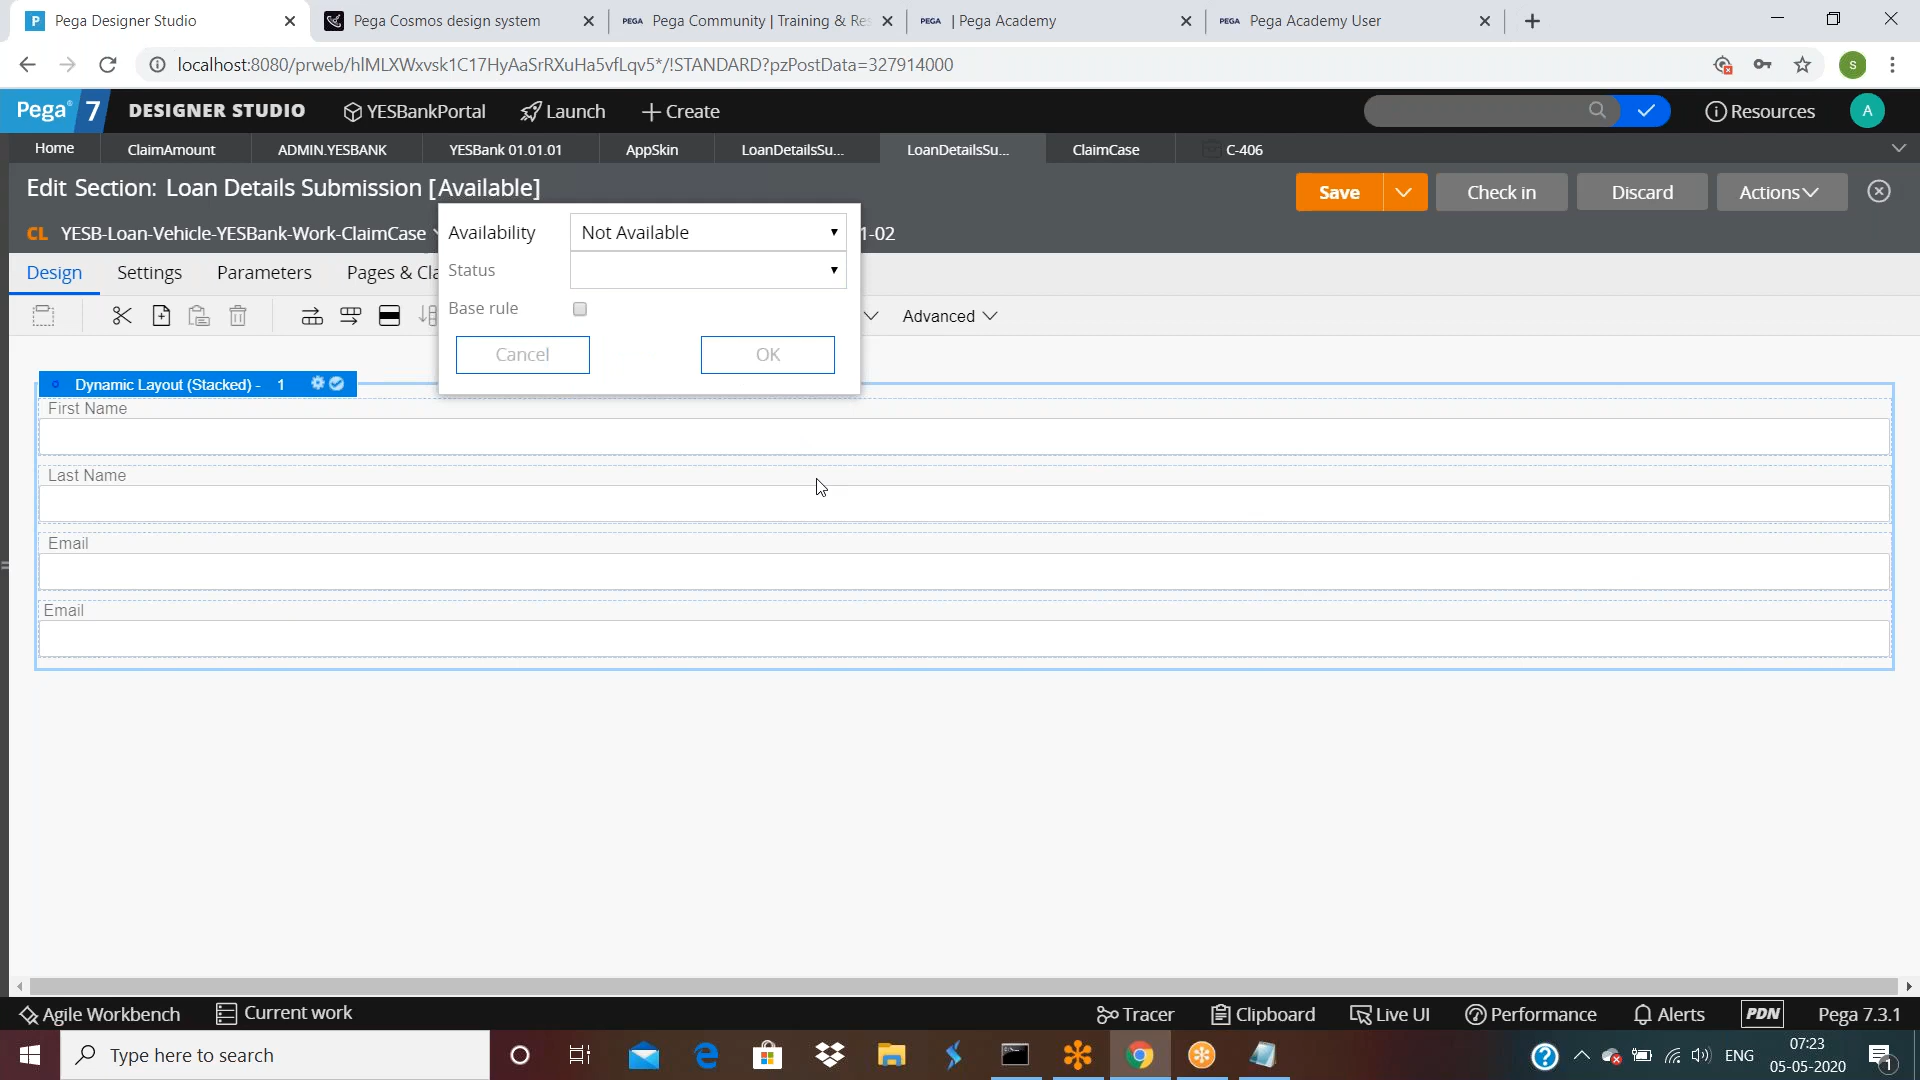 Pega Designer Studio
Pega Cosmos design system
PEGA Pega Community | Training & Res
PEGA | Pega Academy
PEGA Pega Academy User
localhost:8080/prweb/hlMLXWxvsk1C17HyAaSrRXuHa5vfLqv5*/!STANDARD?pzPostData=327914000
S
Pega 7 DESIGNER STUDIO YESBankPortal Launch Create
Resources A
Home ClaimAmount ADMIN.YESBANK YESBank 01.01.01 AppSkin LoanDetailsSu... LoanDetailsSu... ClaimCase C-406
Edit Section: Loan Details Submission [Available]
Save Check in Discard Actions
CL YESB-Loan-Vehicle-YESBank-Work-ClaimCase
1-02
Availability Not Available
Status
Base rule
Cancel OK
Design Settings Parameters Pages & Cla
Advanced
Dynamic Layout (Stacked) - 1
First Name
Last Name
Email
Email
Agile Workbench Current work Tracer Clipboard Live UI Performance Alerts PDN Pega 7.3.1
Type here to search
ENG
07:23
05-05-2020
1